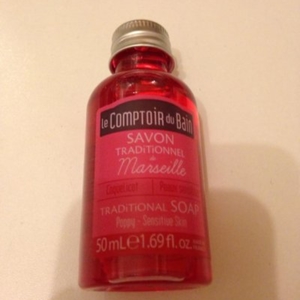 Le COMPTOIR du Bain
SAVON
TRADITIONNEL
de
Marseille
Coquelicot
TRADITIONAL SOAP
Poppy - Sensitive Skin
50 mL e 1.69 fl.oz.